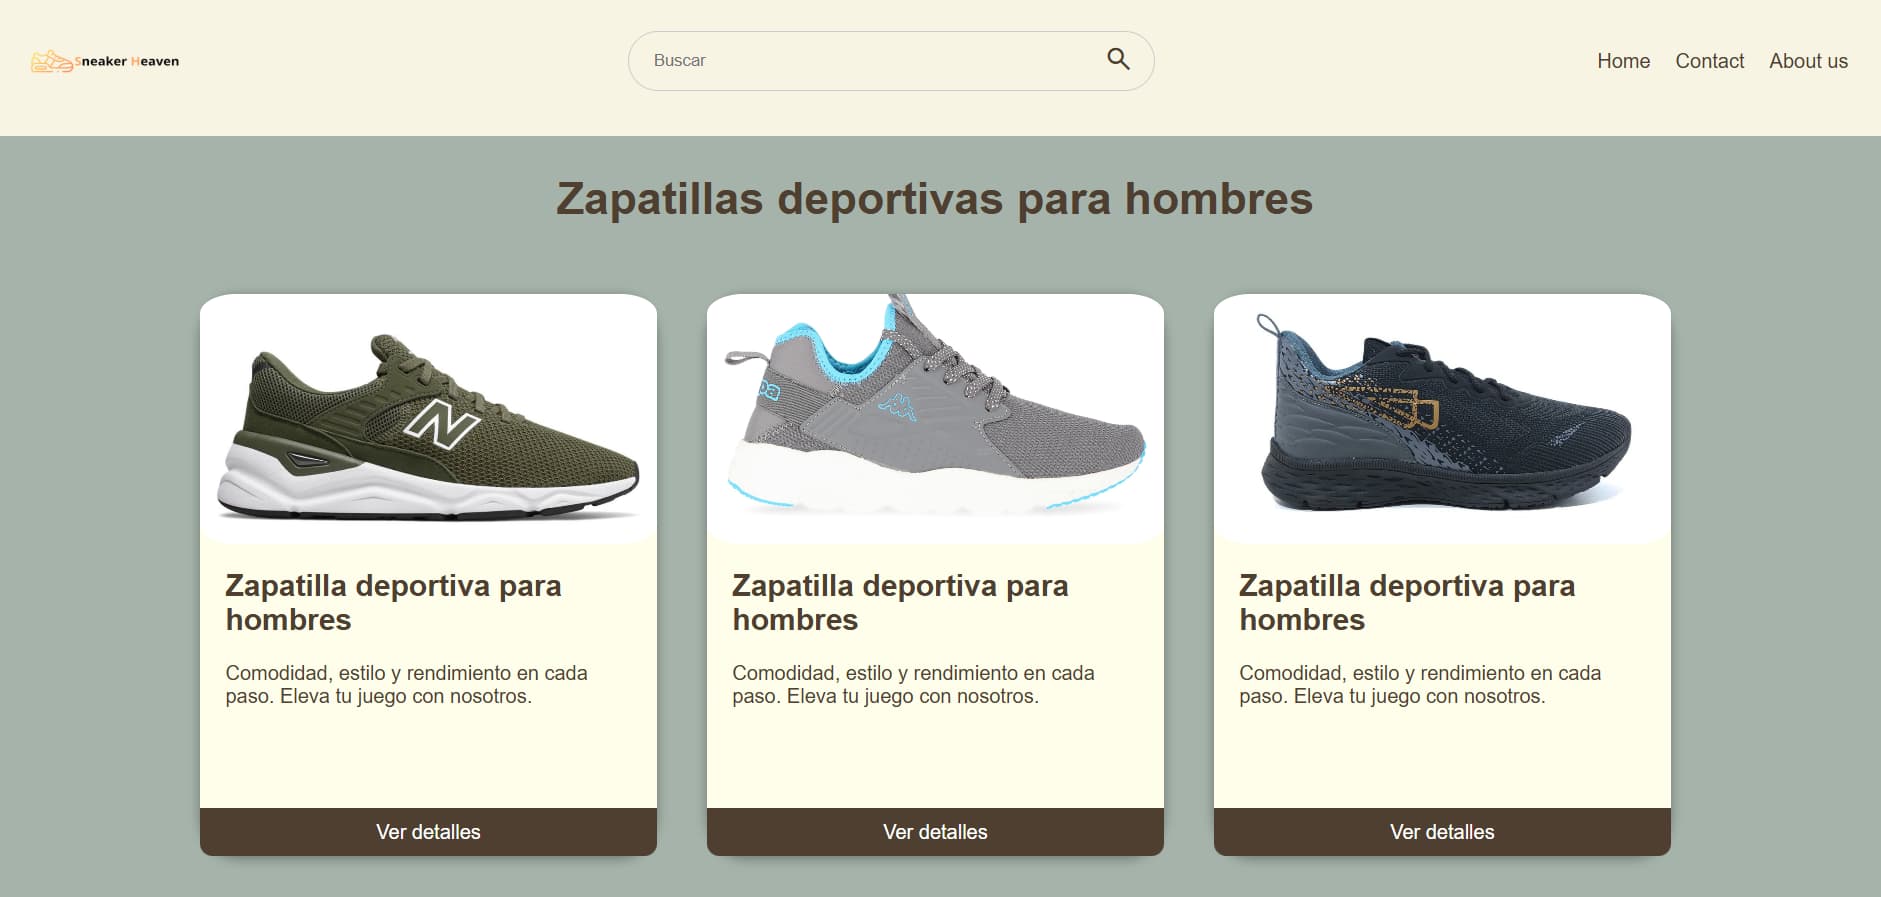 Sneaker Heaven
Buscar
Home Contact About us
Zapatillas deportivas para hombres
N
Zapatilla deportiva para
hombres
Comodidad, estilo y rendimiento en cada
paso. Eleva tu juego con nosotros.
Ver detalles
Zapatilla deportiva para
hombres
Comodidad, estilo y rendimiento en cada
paso. Eleva tu juego con nosotros.
Ver detalles
Zapatilla deportiva para
hombres
Comodidad, estilo y rendimiento en cada
paso. Eleva tu juego con nosotros.
Ver detalles